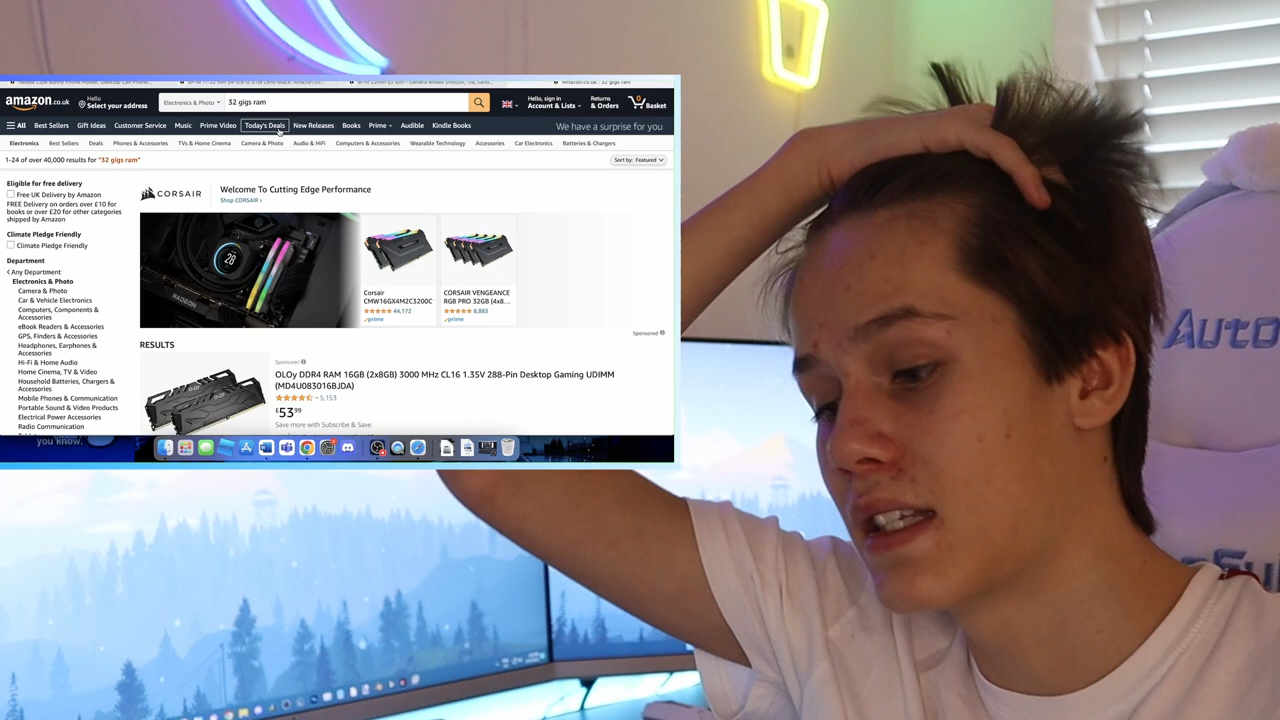 amazon.co.uk
Hello
Select your address
Electronics & Photo
32 gigs ram
Hello, sign in
Account & Lists
Returns
& Orders
0
Basket
All
Best Sellers
Gift Ideas
Customer Service
Music
Prime Video
Today's Deals
New Releases
Books
Prime
Audible
Kindle Books
We have a surprise for you
Electronics
Best Sellers
Deals
Phones & Accessories
TVs & Home Cinema
Camera & Photo
Audio & HiFi
Computers & Accessories
Wearable Technology
Accessories
Car Electronics
Batteries & Chargers
1-24 of over 40,000 results for "32 gigs ram"
Sort by: Featured
Eligible for free delivery
Free UK Delivery by Amazon
FREE Delivery on orders over £10 for
books or over £20 for other categories
shipped by Amazon
Climate Pledge Friendly
Climate Pledge Friendly
Department
Any Department
Electronics & Photo
Camera & Photo
Car & Vehicle Electronics
Computers, Components &
Accessories
eBook Readers & Accessories
GPS, Finders & Accessories
Headphones, Earphones &
Accessories
Hi-Fi & Home Audio
Home Cinema, TV & Video
Household Batteries, Chargers &
Accessories
Mobile Phones & Communication
Portable Sound & Video Products
Electrical Power Accessories
Radio Communication
CORSAIR
Welcome To Cutting Edge Performance
Shop CORSAIR ›
28
RADEON
Corsair
CMW16GX4M2C3200C
44,172
prime
CORSAIR VENGEANCE
RGB PRO 32GB (4x8...
8,883
prime
Sponsored
RESULTS
Sponsored
OLOy DDR4 RAM 16GB (2x8GB) 3000 MHz CL16 1.35V 288-Pin Desktop Gaming UDIMM
(MD4U083016BJDA)
5,153
£53⁹⁹
Save more with Subscribe & Save
you know.
Auto